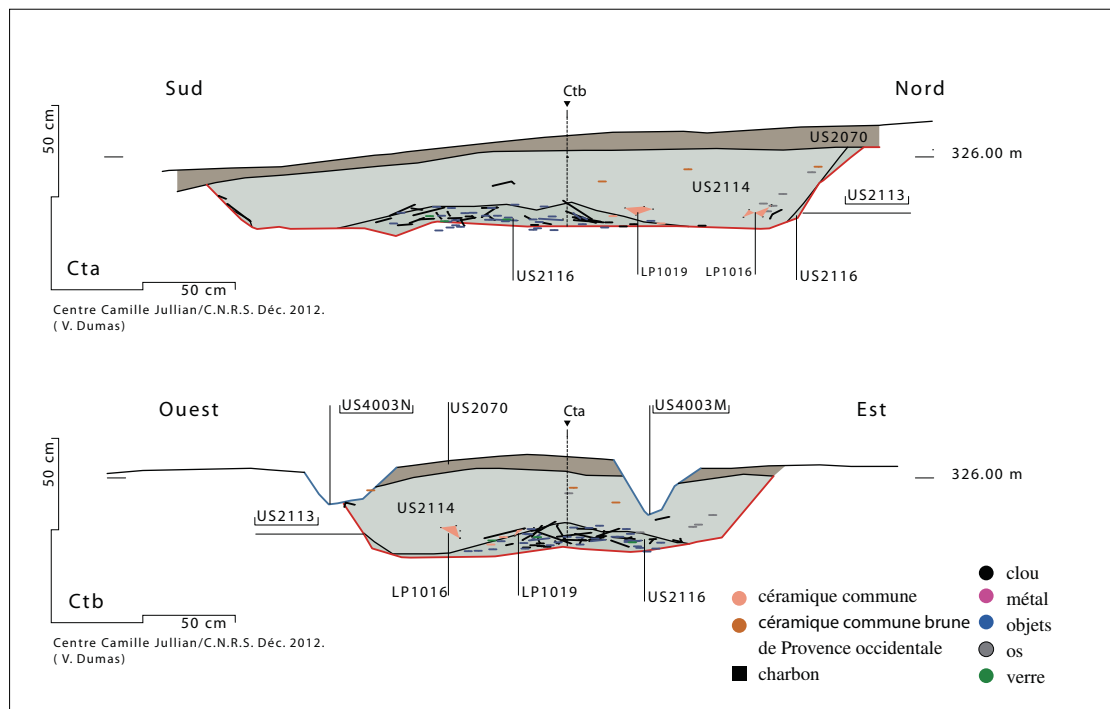 Sud
Ctb
Nord
50 cm
US2070
326.00 m
US2114
US2113
US2116
LP1019
LP1016
US2116
Cta
50 cm
Centre Camille Jullian/C.N.R.S. Déc. 2012.
( V. Dumas)
Ouest
US4003N
US2070
Cta
US4003M
Est
50 cm
326.00 m
US2114
US2113
LP1016
LP1019
US2116
Ctb
50 cm
Centre Camille Jullian/C.N.R.S. Déc. 2012.
( V. Dumas)
céramique commune
céramique commune brune
de Provence occidentale
charbon
clou
métal
objets
os
verre